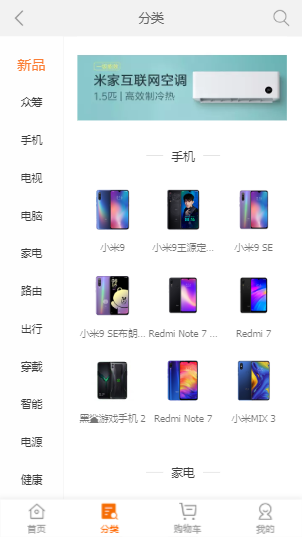 分类
新品
众筹
手机
电视
电脑
家电
路由
出行
穿戴
智能
电源
健康
米家互联网空调
1.5匹 | 高效制冷热
手机
小米9
小米9王源定...
小米9 SE
小米9 SE布朗...
Redmi Note 7 ...
Redmi 7
黑鲨游戏手机 2
Redmi Note 7
小米MIX 3
家电
首页
分类
购物车
我的